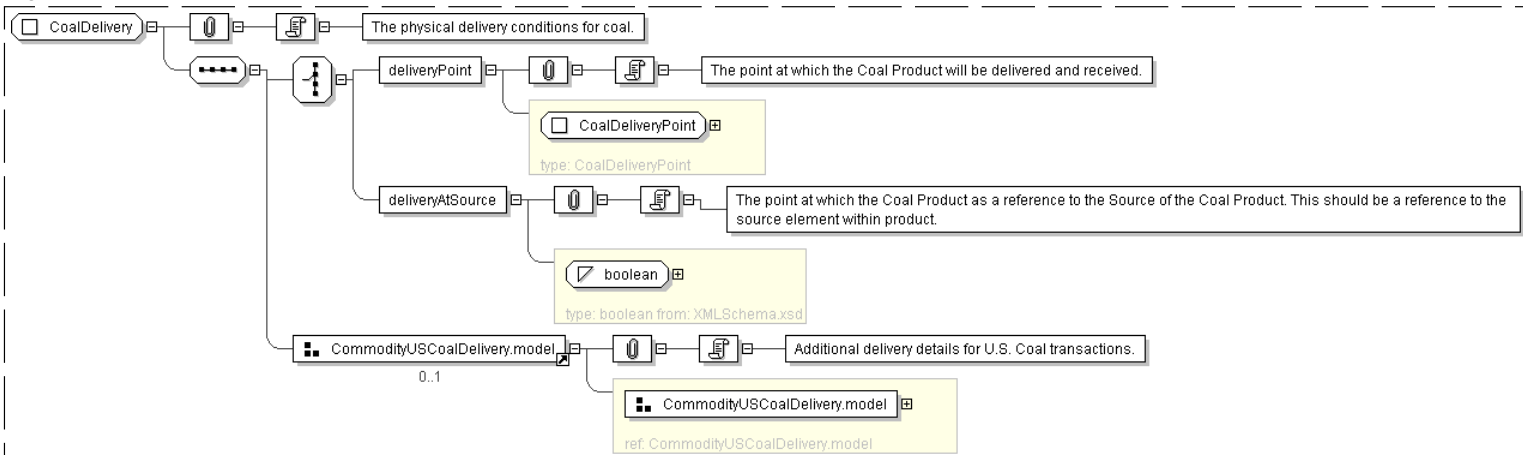 CoalDelivery
The physical delivery conditions for coal.
deliveryPoint
The point at which the Coal Product will be delivered and received.
CoalDeliveryPoint
type: CoalDeliveryPoint
deliveryAtSource
The point at which the Coal Product as a reference to the Source of the Coal Product. This should be a reference to the
source element within product.
boolean
type: boolean from: XMLSchema.xsd
CommodityUSCoalDelivery.model
Additional delivery details for U.S. Coal transactions.
0..1
CommodityUSCoalDelivery.model
ref: CommodityUSCoalDelivery.model